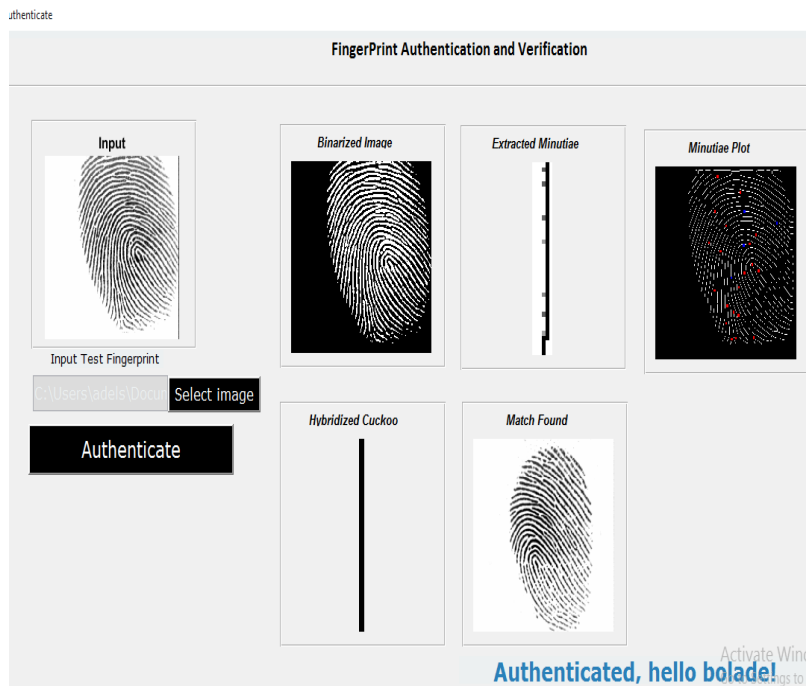 uthenticate
FingerPrint Authentication and Verification
Input
Binarized Image
Extracted Minutiae
Minutiae Plot
Input Test Fingerprint
C:\Users\adels\Docun
Select image
Authenticate
Hybridized Cuckoo
Match Found
Activate Winc
Authenticated, hello bolade!